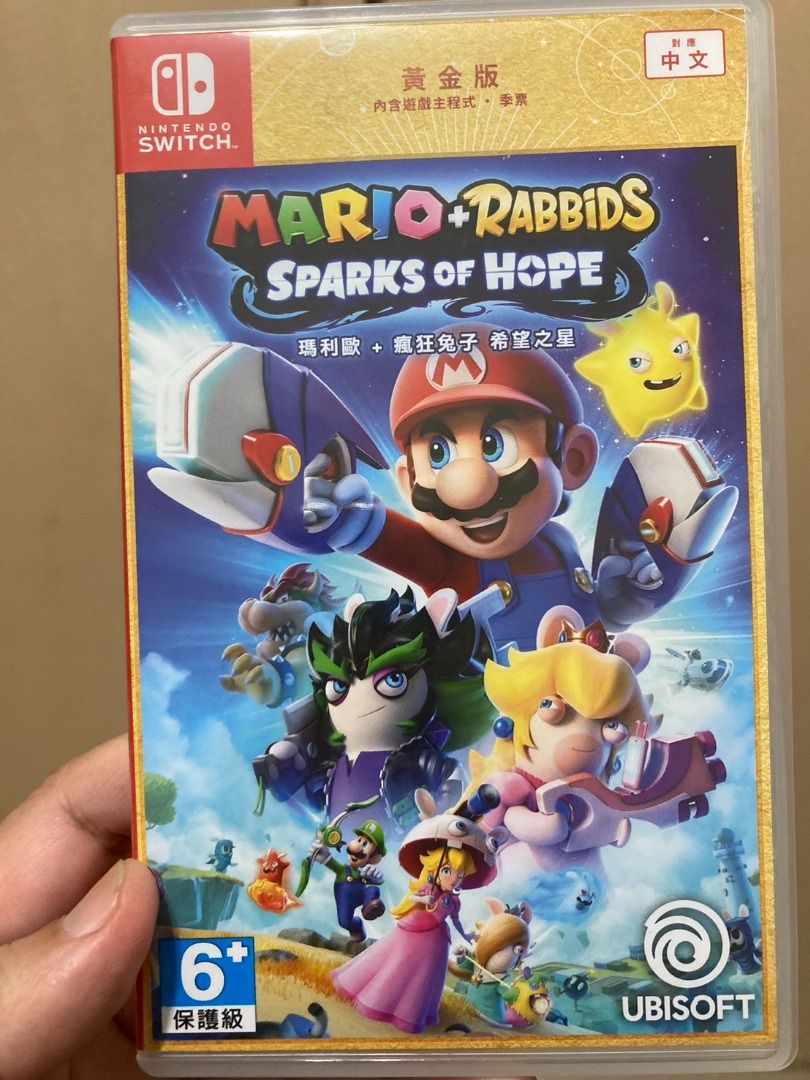 NINTENDO
SWITCH™
黃金版
內含遊戲主程式・季票
對應
中文
MARIO + RABBIDS
SPARKS OF HOPE
瑪利歐 + 瘋狂兔子 希望之星
M
6+
保護級
UBISOFT